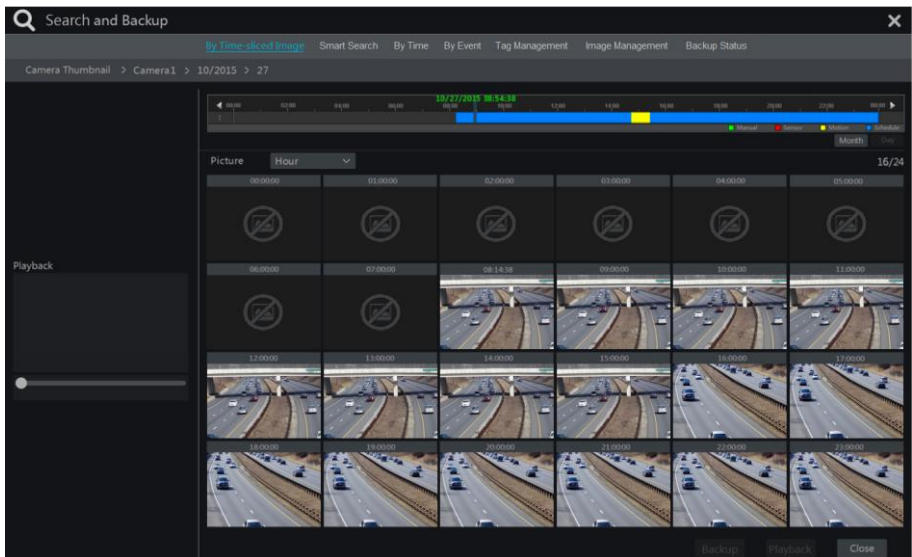 Search and Backup
By Time-sliced Image Smart Search By Time By Event Tag Management Image Management Backup Status
Camera Thumbnail > Camera1 > 10/2015 > 27
10/27/2015 08:54:38
00:00 02:00 04:00 06:00 08:00 10:00 12:00 14:00 16:00 18:00 20:00 22:00 00:00
1
Manual Sensor Motion Schedule
Month Day
Picture Hour 16/24
00:00:00 01:00:00 02:00:00 03:00:00 04:00:00 05:00:00
Playback
06:00:00 07:00:00 08:14:38 09:00:00 10:00:00 11:00:00
12:00:00 13:00:00 14:00:00 15:00:00 16:00:00 17:00:00
18:00:00 19:00:00 20:00:00 21:00:00 22:00:00 23:00:00
Backup Playback Close